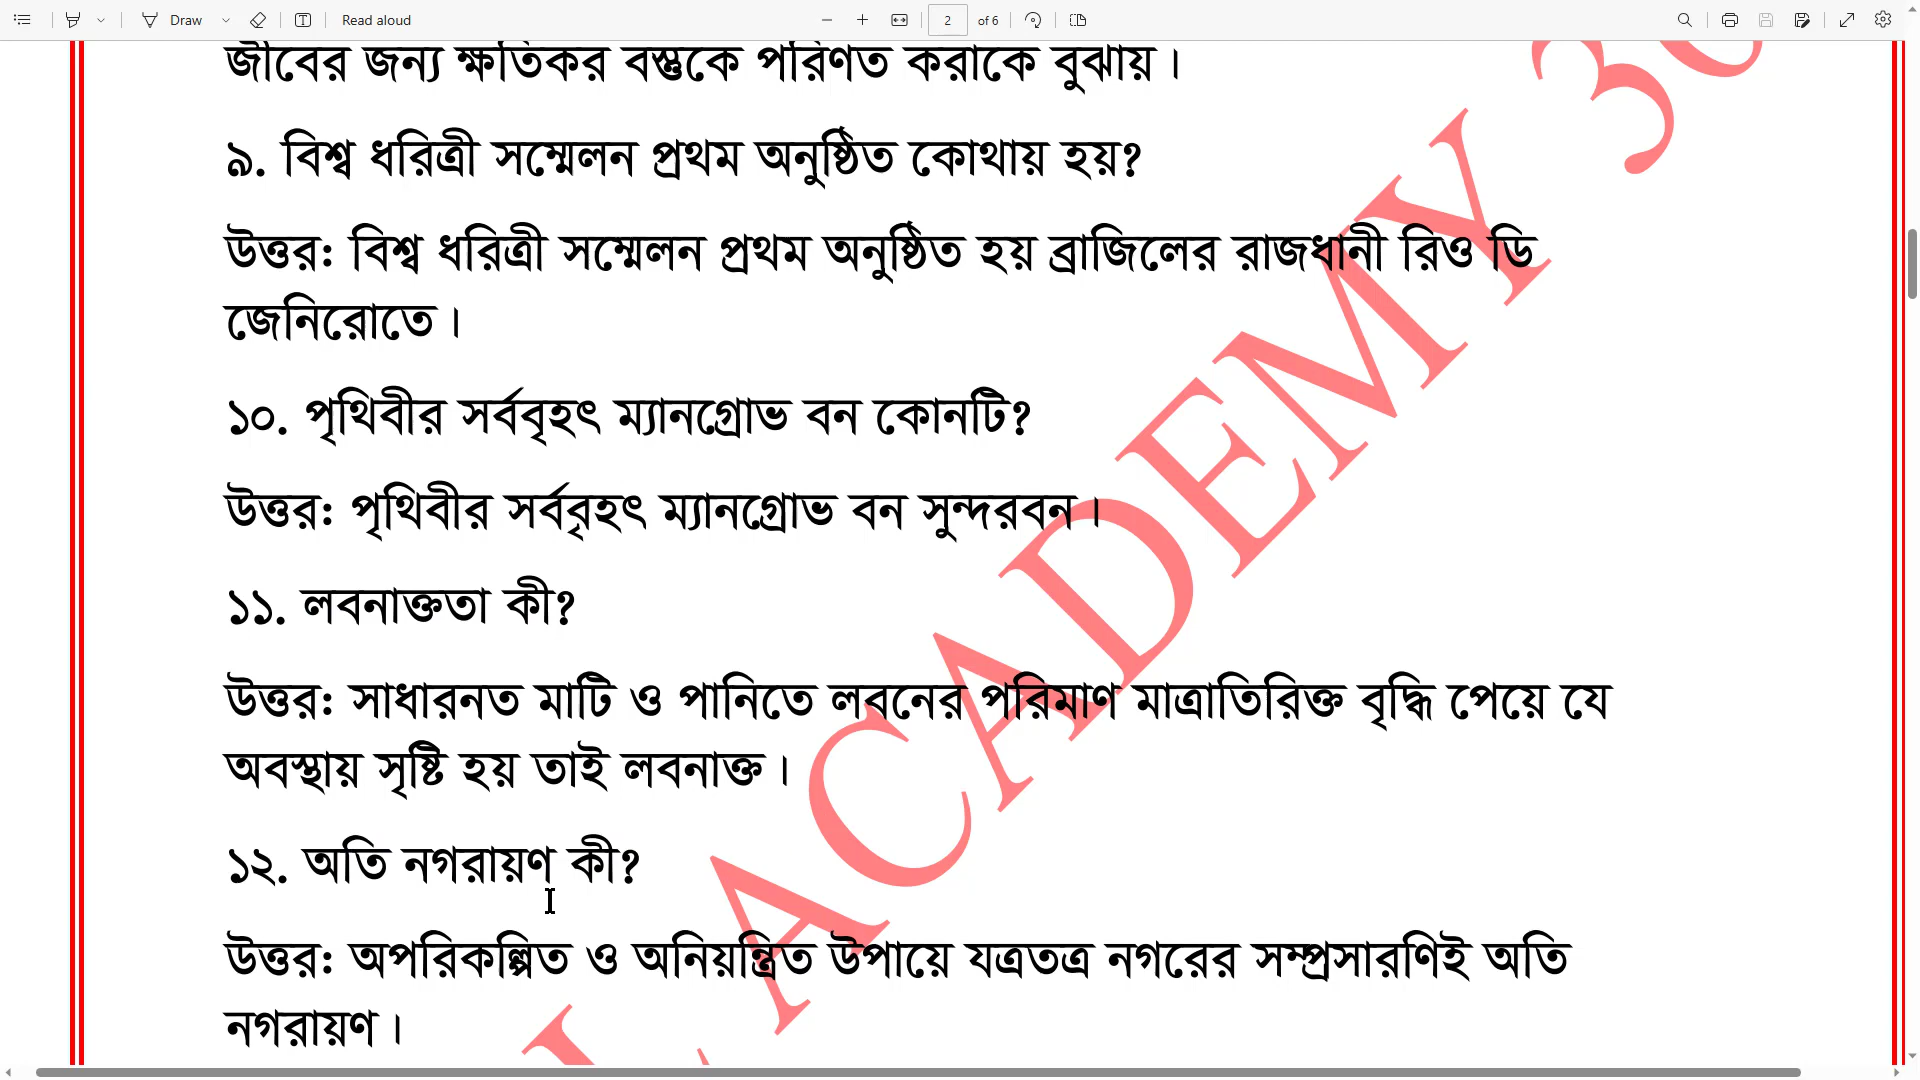 Draw
Read aloud
2 of 6
জীবের জন্য ক্ষতিকর বস্তুকে পরিণত করাকে বুঝায়।
৯. বিশ্ব ধরিত্রী সম্মেলন প্রথম অনুষ্ঠিত কোথায় হয়?
উত্তর: বিশ্ব ধরিত্রী সম্মেলন প্রথম অনুষ্ঠিত হয় ব্রাজিলের রাজধানী রিও ডি
জেনিরোতে।
১০. পৃথিবীর সর্ববৃহৎ ম্যানগ্রোভ বন কোনটি?
উত্তর: পৃথিবীর সর্ববৃহৎ ম্যানগ্রোভ বন সুন্দরবন।
১১. লবনাক্ততা কী?
উত্তর: সাধারনত মাটি ও পানিতে লবনের পরিমাণ মাত্রাতিরিক্ত বৃদ্ধি পেয়ে যে
অবস্থায় সৃষ্টি হয় তাই লবনাক্ত।
১২. অতি নগরায়ণ কী?
উত্তর: অপরিকল্পিত ও অনিয়ন্ত্রিত উপায়ে যত্রতত্র নগরের সম্প্রসারণিই অতি
নগরায়ণ।
ACADEMY